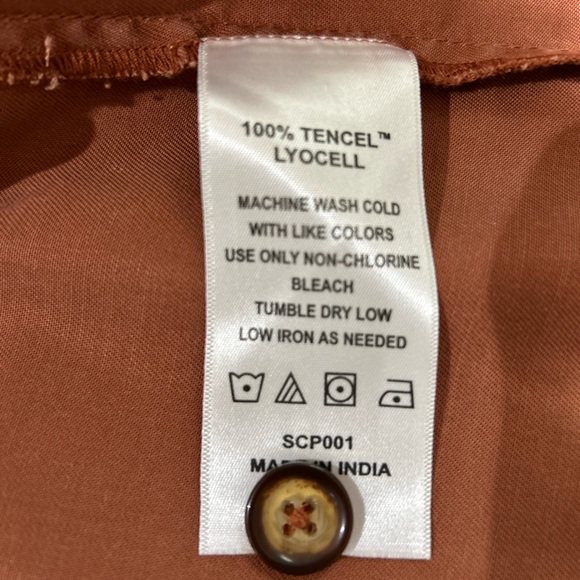 100% TENCEL™
LYOCELL
MACHINE WASH COLD
WITH LIKE COLORS
USE ONLY NON-CHLORINE
BLEACH
TUMBLE DRY LOW
LOW IRON AS NEEDED
SCP001
MADE IN INDIA